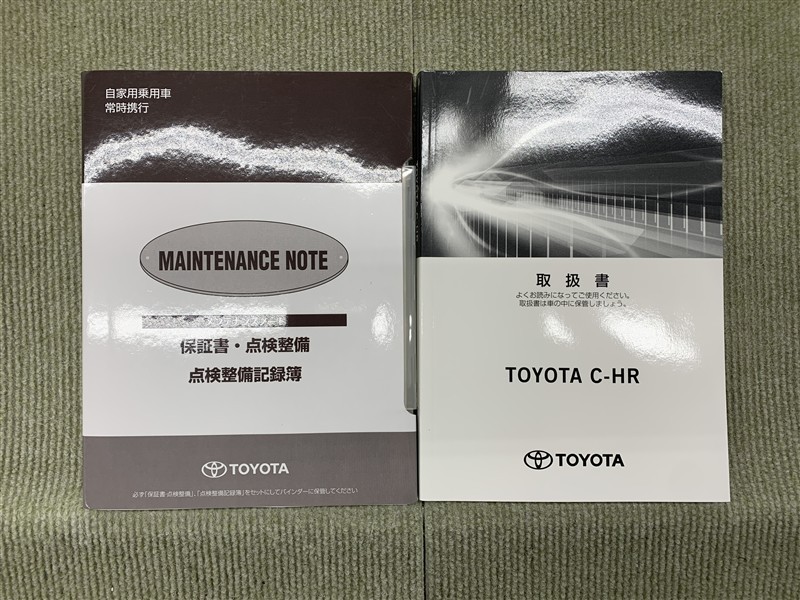 自家用乗用車
常時携行
MAINTENANCE NOTE
保証書・点検整備
点検整備記録簿
TOYOTA
必ず「保証書・点検整備」、「点検整備記録簿」をセットにしてバインダーに保管してください
取扱書
よくお読みになってご使用ください。
取扱書は車の中に保管しましょう。
TOYOTA C-HR
TOYOTA